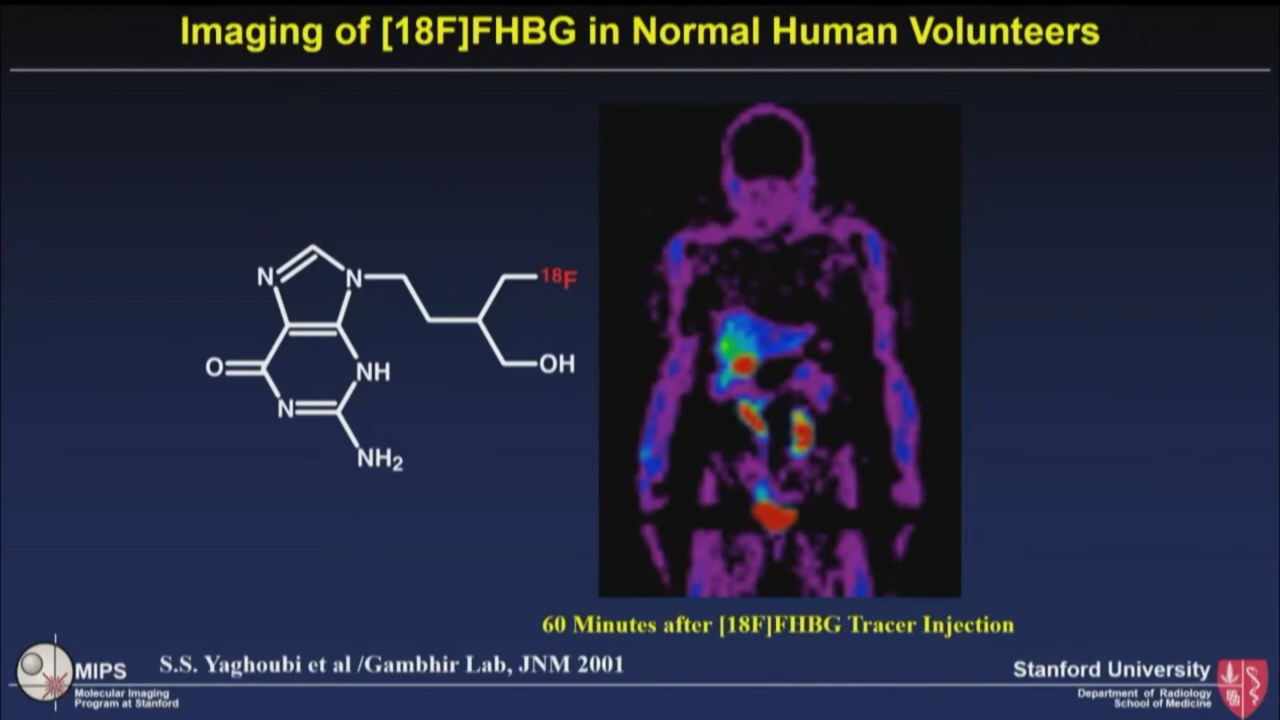 Imaging of [18F]FHBG in Normal Human Volunteers
N
N
18F
O
NH
OH
N
NH2
60 Minutes after [18F]FHBG Tracer Injection
MIPS
Molecular Imaging
Program at Stanford
S.S. Yaghoubi et al /Gambhir Lab, JNM 2001
Stanford University
Department of Radiology
School of Medicine